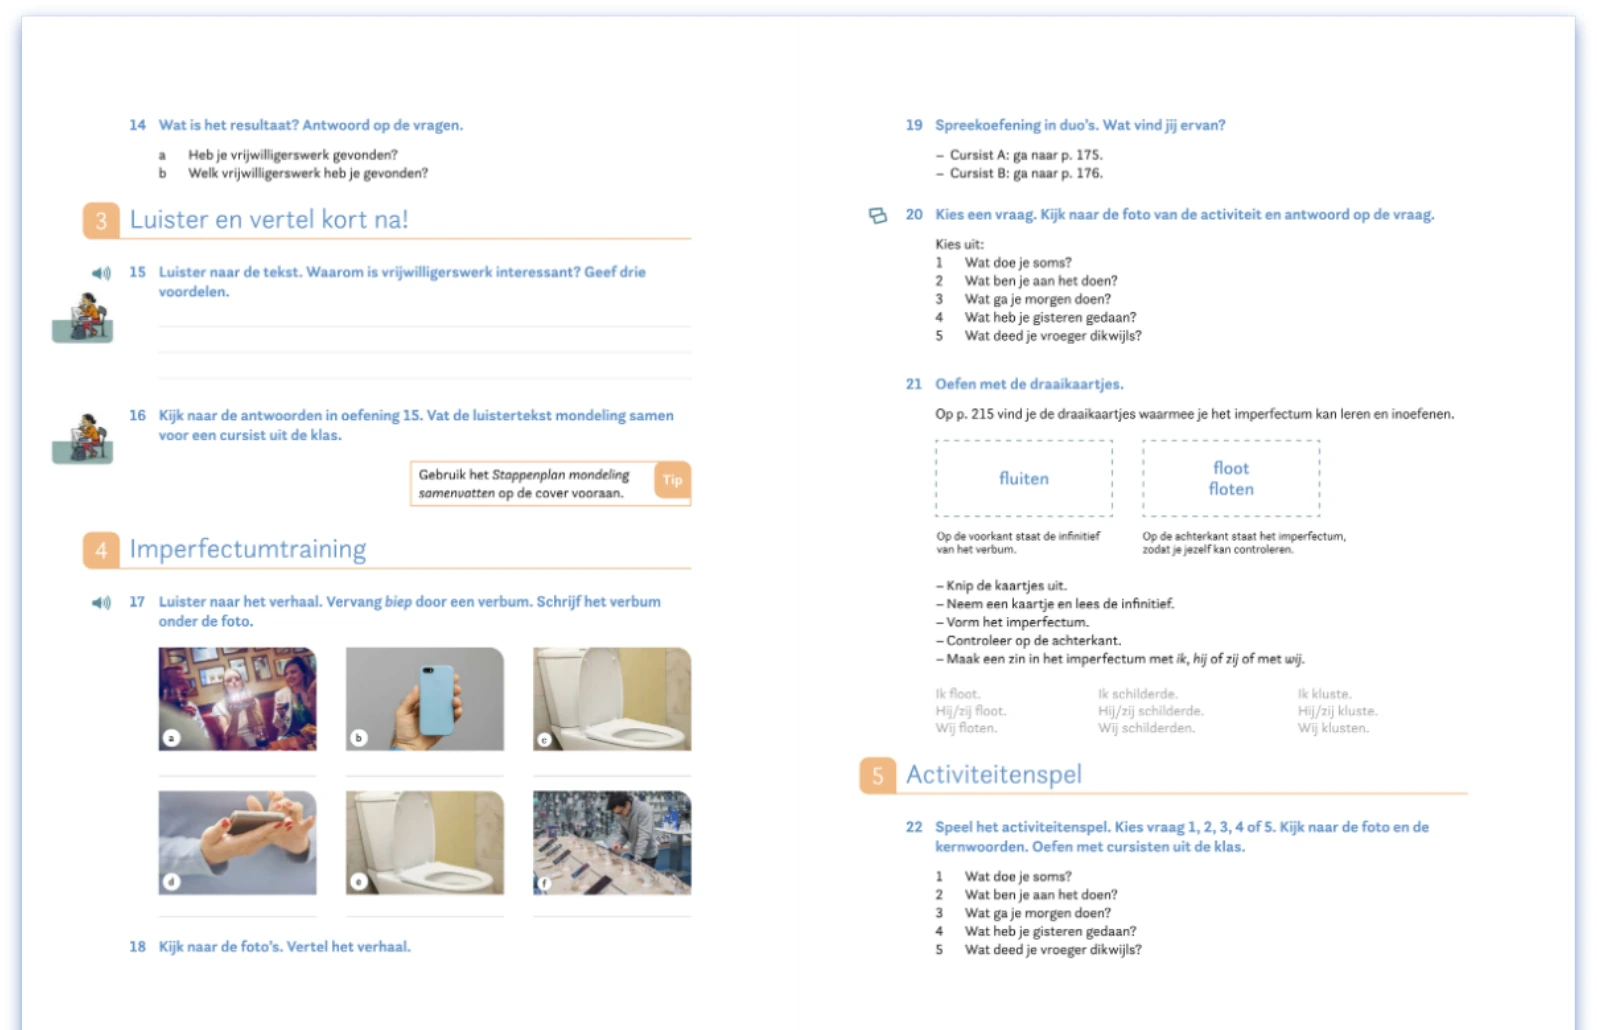 14 Wat is het resultaat? Antwoord op de vragen.
a Heb je vrijwilligerswerk gevonden?
b Welk vrijwilligerswerk heb je gevonden?
3 Luister en vertel kort na!
15 Luister naar de tekst. Waarom is vrijwilligerswerk interessant? Geef drie
voordelen.
16 Kijk naar de antwoorden in oefening 15. Vat de luistertekst mondeling samen
voor een cursist uit de klas.
Gebruik het Stappenplan mondeling
samenvatten op de cover vooraan.
Tip
4 Imperfectumtraining
17 Luister naar het verhaal. Vervang biep door een verbum. Schrijf het verbum
onder de foto.
a
b
c
d
e
f
18 Kijk naar de foto's. Vertel het verhaal.
19 Spreekoefening in duo's. Wat vind jij ervan?
– Cursist A: ga naar p. 175.
– Cursist B: ga naar p. 176.
20 Kies een vraag. Kijk naar de foto van de activiteit en antwoord op de vraag.
Kies uit:
1 Wat doe je soms?
2 Wat ben je aan het doen?
3 Wat ga je morgen doen?
4 Wat heb je gisteren gedaan?
5 Wat deed je vroeger dikwijls?
21 Oefen met de draaikaartjes.
Op p. 215 vind je de draaikaartjes waarmee je het imperfectum kan leren en inoefenen.
fluiten
floot
floten
Op de voorkant staat de infinitief
van het verbum.
Op de achterkant staat het imperfectum,
zodat je jezelf kan controleren.
– Knip de kaartjes uit.
– Neem een kaartje en lees de infinitief.
– Vorm het imperfectum.
– Controleer op de achterkant.
– Maak een zin in het imperfectum met ik, hij of zij of met wij.
Ik floot. Ik schilderde. Ik kluste.
Hij/zij floot. Hij/zij schilderde. Hij/zij kluste.
Wij floten. Wij schilderden. Wij klusten.
5 Activiteitenspel
22 Speel het activiteitenspel. Kies vraag 1, 2, 3, 4 of 5. Kijk naar de foto en de
kernwoorden. Oefen met cursisten uit de klas.
1 Wat doe je soms?
2 Wat ben je aan het doen?
3 Wat ga je morgen doen?
4 Wat heb je gisteren gedaan?
5 Wat deed je vroeger dikwijls?